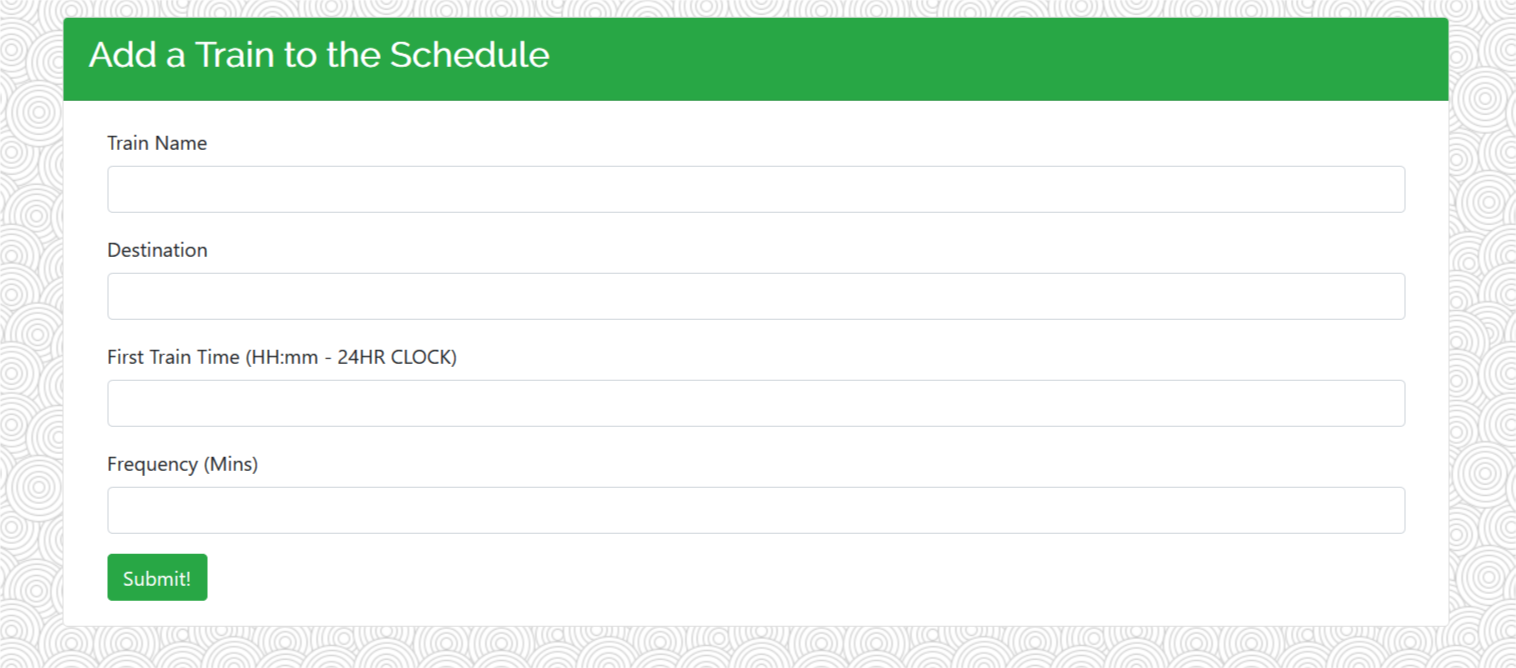 Add a Train to the Schedule
Train Name
Destination
First Train Time (HH:mm - 24HR CLOCK)
Frequency (Mins)
Submit!